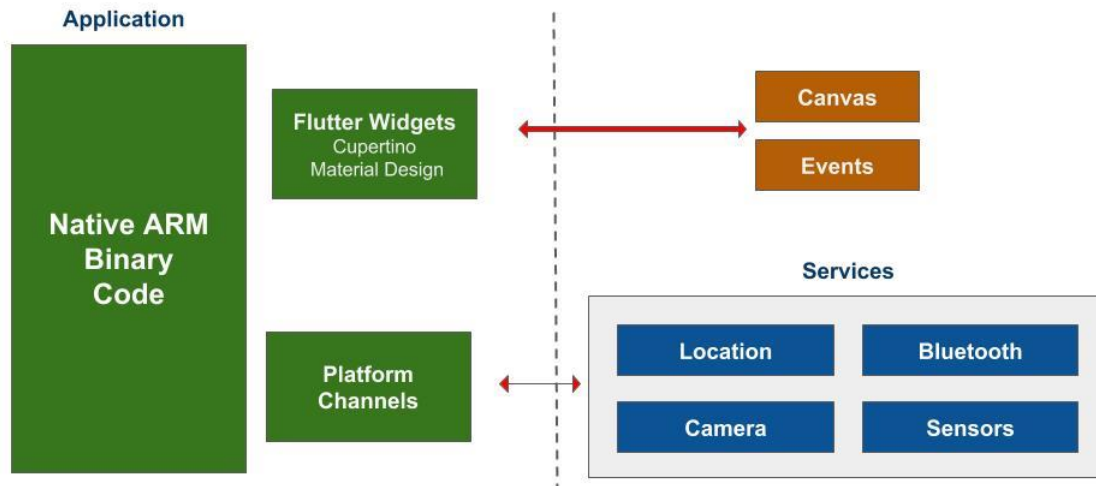 Application
Native ARM
Binary
Code
Flutter Widgets
Cupertino
Material Design
Platform
Channels
Canvas
Events
Services
Location
Bluetooth
Camera
Sensors